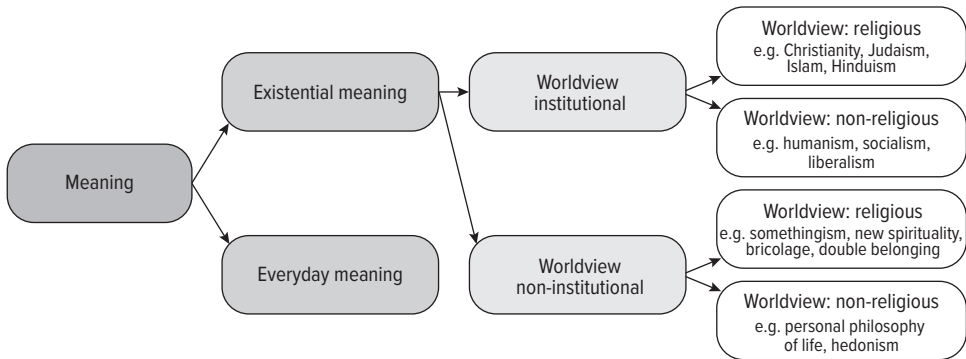 Meaning
Existential meaning
Everyday meaning
Worldview
institutional
Worldview
non-institutional
Worldview: religious
e.g. Christianity, Judaism,
Islam, Hinduism
Worldview: non-religious
e.g. humanism, socialism,
liberalism
Worldview: religious
e.g. somethingism, new spirituality,
bricolage, double belonging
Worldview: non-religious
e.g. personal philosophy
of life, hedonism